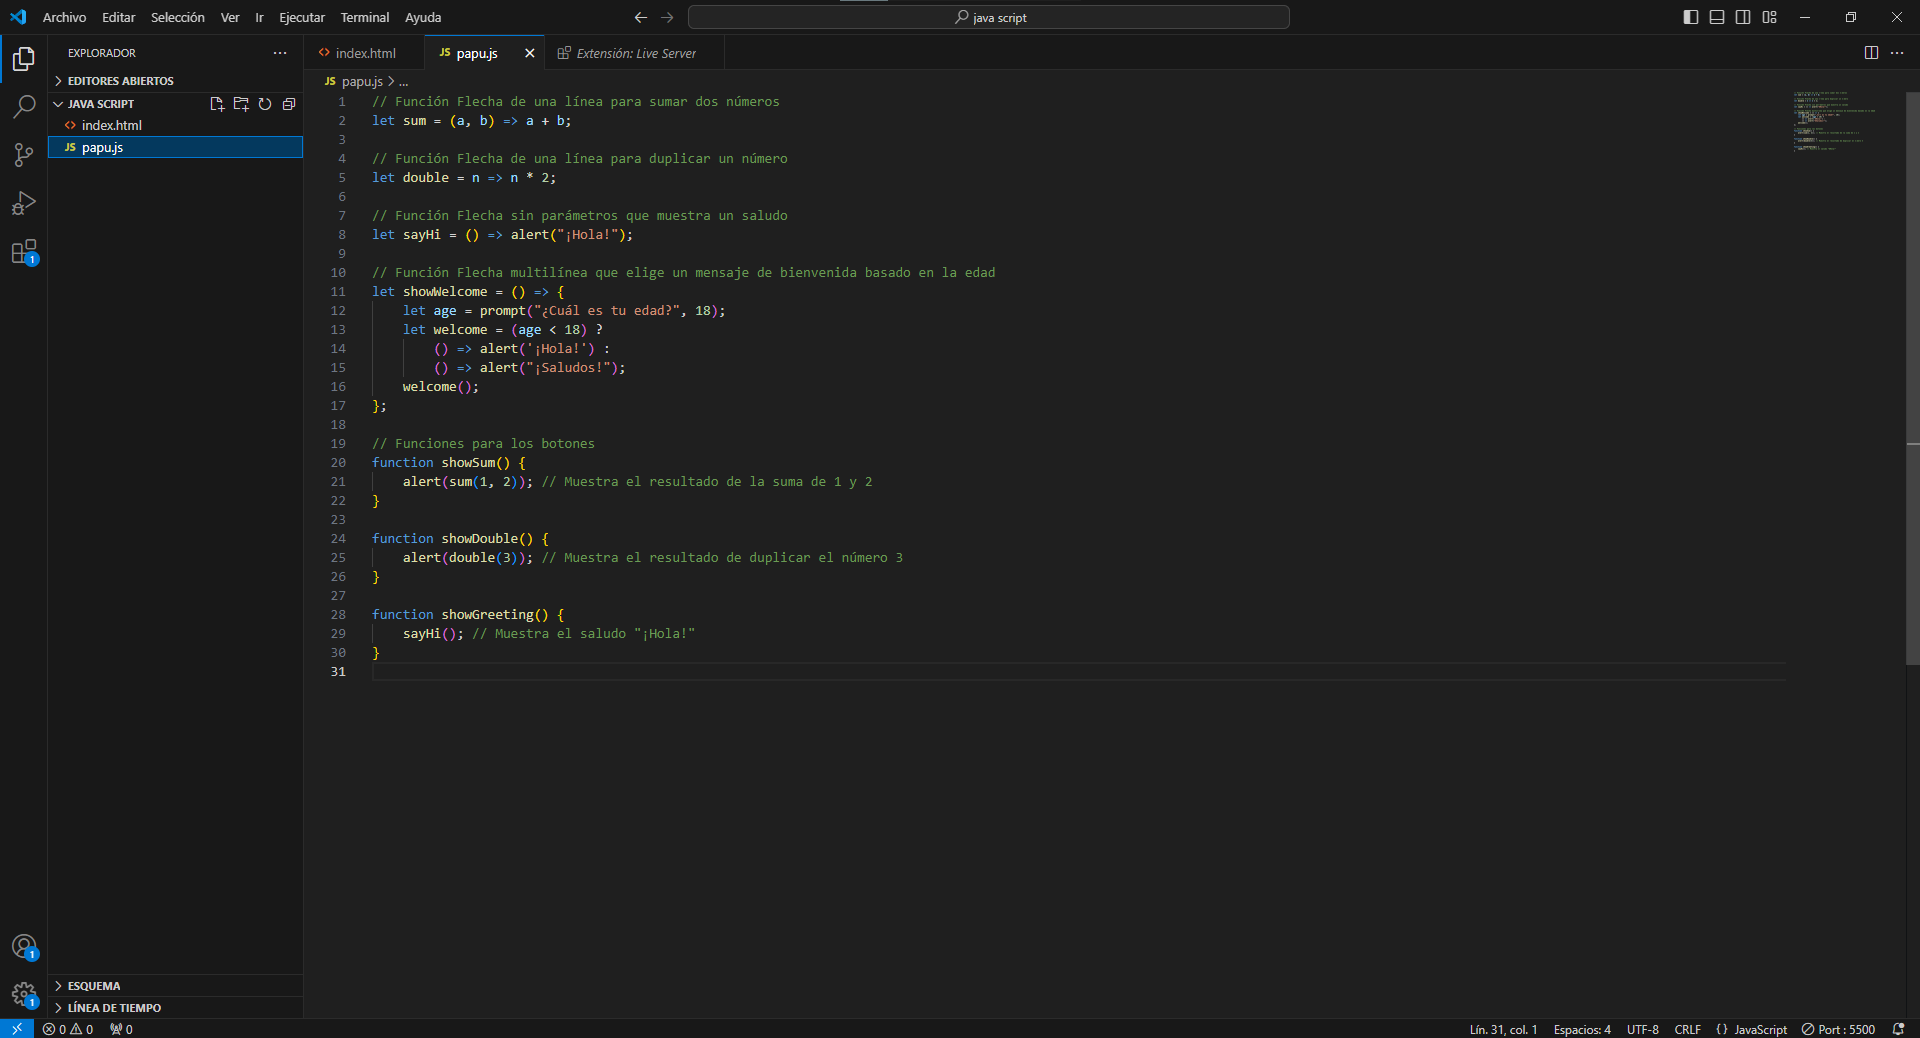 Archivo Editar Selección Ver Ir Ejecutar Terminal Ayuda
java script
EXPLORADOR
EDITORES ABIERTOS
JAVA SCRIPT
index.html
JS papu.js
index.html
JS papu.js
Extensión: Live Server
JS papu.js > ...
1 // Función Flecha de una línea para sumar dos números
2 let sum = (a, b) => a + b;
3
4 // Función Flecha de una línea para duplicar un número
5 let double = n => n * 2;
6
7 // Función Flecha sin parámetros que muestra un saludo
8 let sayHi = () => alert("¡Hola!");
9
10 // Función Flecha multilínea que elige un mensaje de bienvenida basado en la edad
11 let showWelcome = () => {
12     let age = prompt("¿Cuál es tu edad?", 18);
13     let welcome = (age < 18) ?
14         () => alert('¡Hola!') :
15         () => alert("¡Saludos!");
16     welcome();
17 };
18
19 // Funciones para los botones
20 function showSum() {
21     alert(sum(1, 2)); // Muestra el resultado de la suma de 1 y 2
22 }
23
24 function showDouble() {
25     alert(double(3)); // Muestra el resultado de duplicar el número 3
26 }
27
28 function showGreeting() {
29     sayHi(); // Muestra el saludo "¡Hola!"
30 }
31
1
1
1
ESQUEMA
LÍNEA DE TIEMPO
0 0 0
Lín. 31, col. 1 Espacios: 4 UTF-8 CRLF {} JavaScript Port : 5500